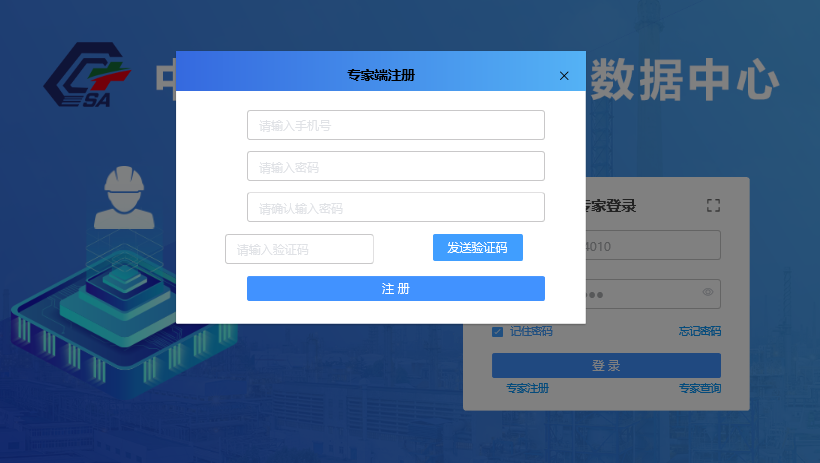 专家端注册
数据中心
SA
请输入手机号
请输入密码
请确认输入密码
请输入验证码
发送验证码
注册
专家登录
4010
记住密码
忘记密码
登录
专家注册
专家查询